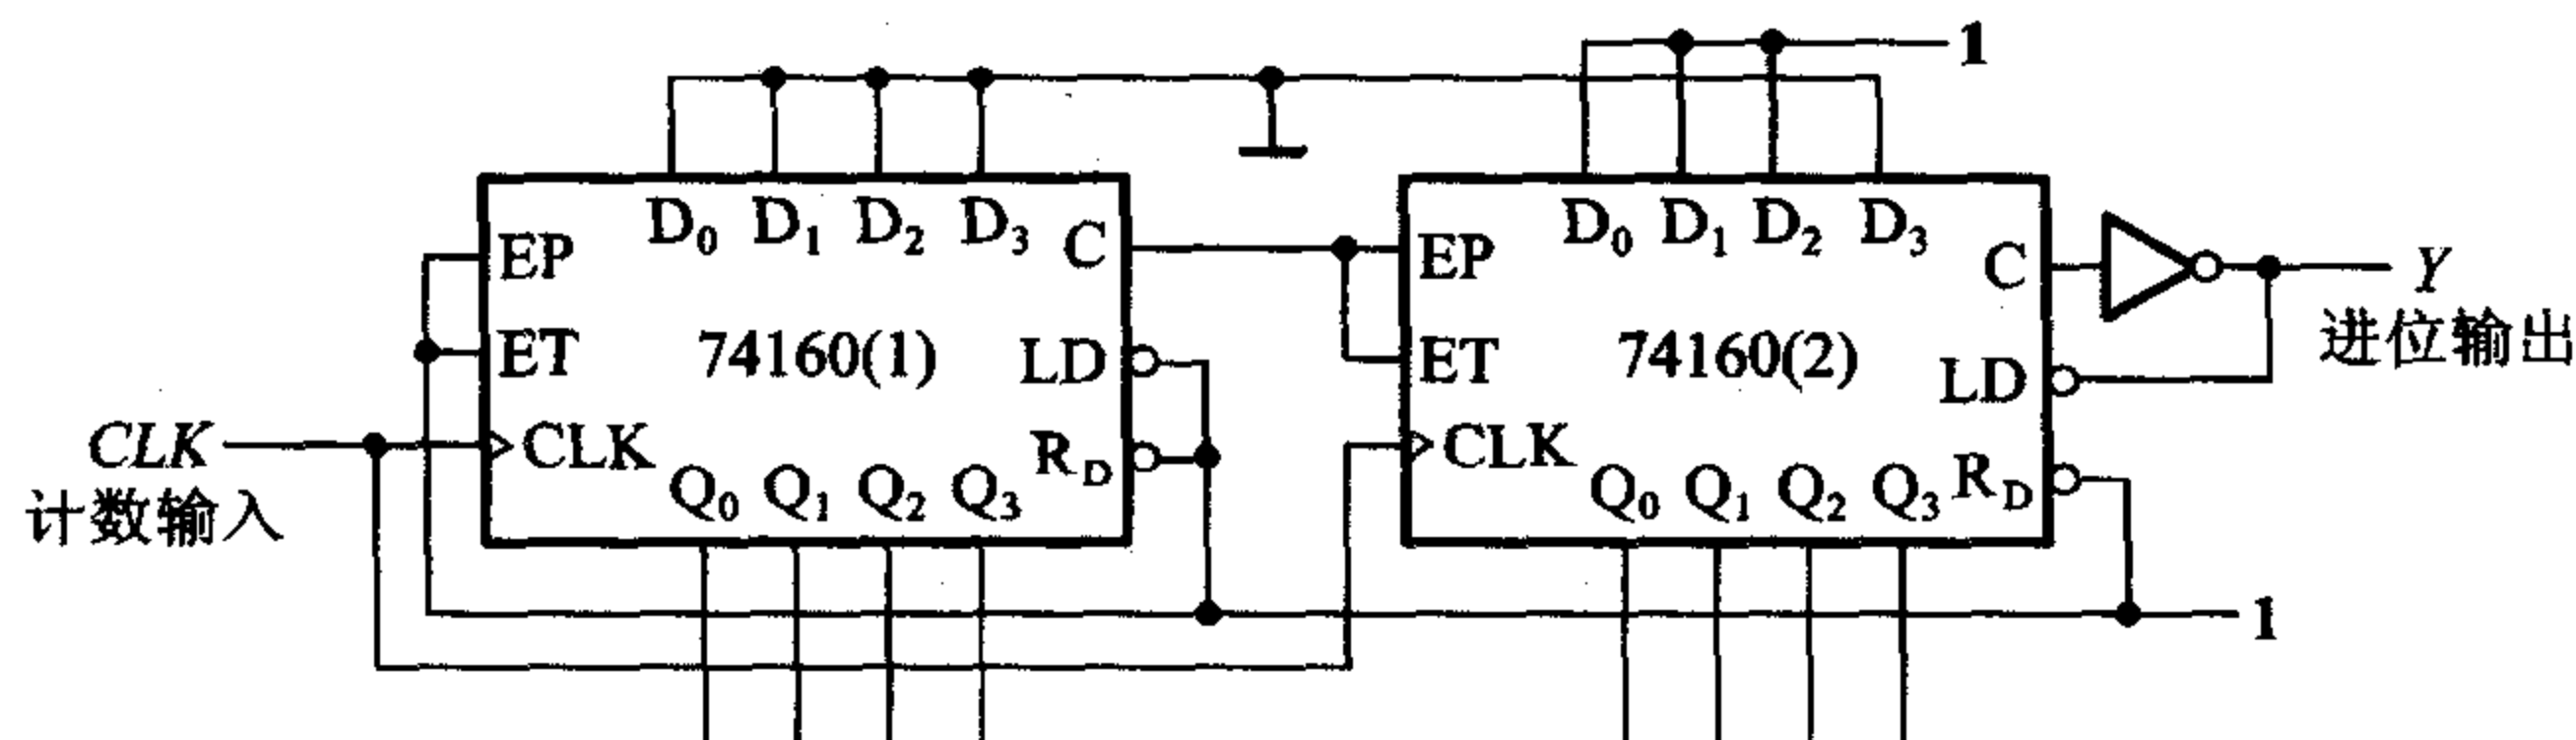 1
D₀ D₁ D₂ D₃
EP
ET
CLK
74160(1)
C
LD
R_D
Q₀ Q₁ Q₂ Q₃
D₀ D₁ D₂ D₃
EP
ET
CLK
74160(2)
C
LD
R_D
Q₀ Q₁ Q₂ Q₃
CLK
计数输入
Y
进位输出
1